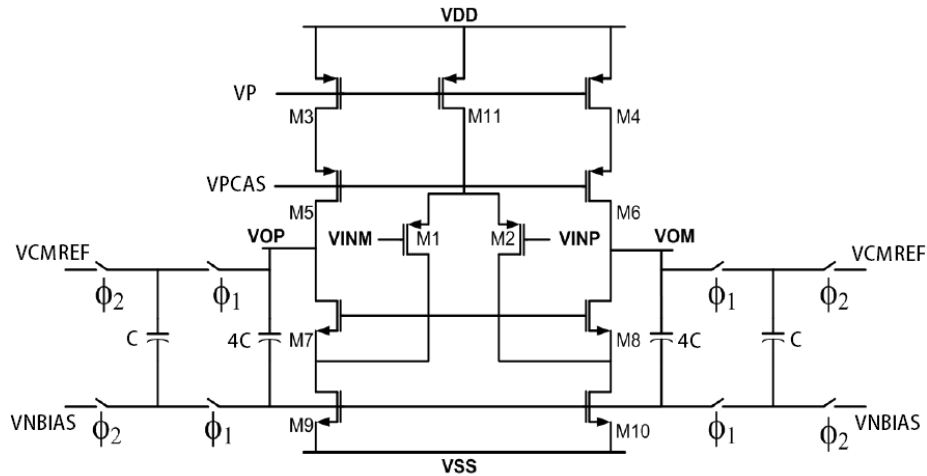 VDD
VP
M3
M11
M4
VPCAS
M5
M6
VOP
VINM
M1
M2
VINP
VOM
VCMREF
ϕ2
ϕ1
ϕ1
ϕ2
VCMREF
C
4C
M7
M8
4C
C
VNBIAS
ϕ2
ϕ1
M9
M10
ϕ1
ϕ2
VNBIAS
VSS